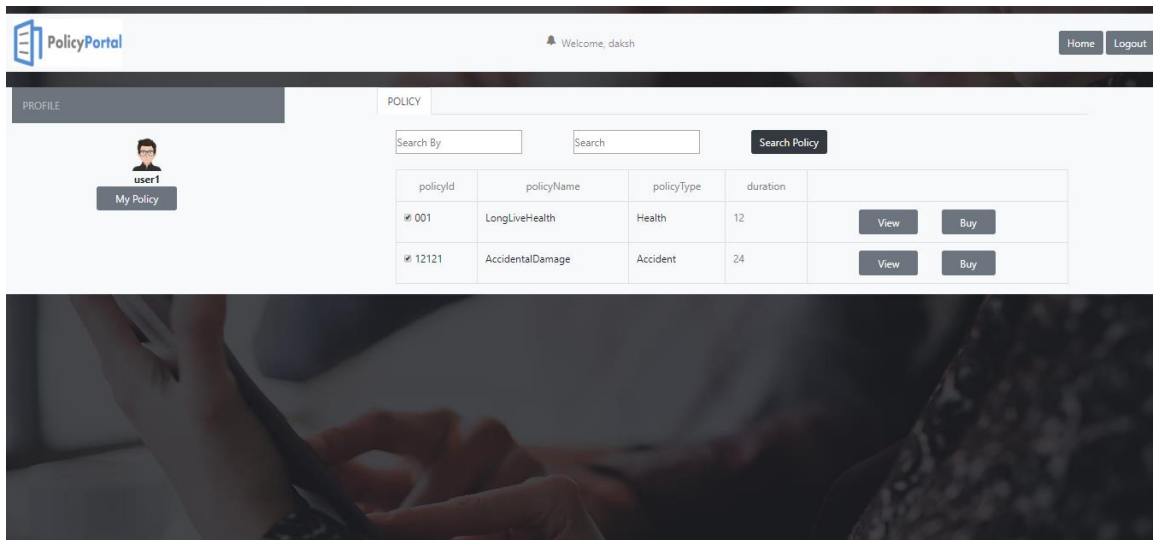 PolicyPortal
Welcome, daksh
Home Logout
PROFILE
user1
My Policy
POLICY
Search By Search Search Policy
policyId policyName policyType duration
001 LongLiveHealth Health 12 View Buy
12121 AccidentalDamage Accident 24 View Buy